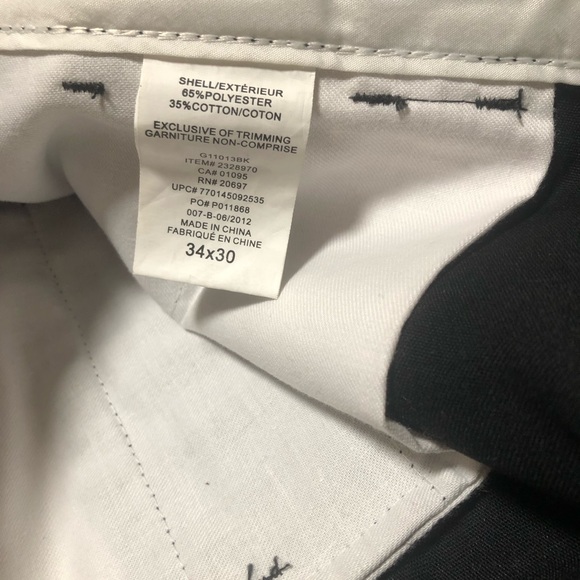 SHELL/EXTÉRIEUR
65%POLYESTER
35%COTTON/COTON
EXCLUSIVE OF TRIMMING
GARNITURE NON-COMPRISE
G11013BK
ITEM# 2328970
CA# 01095
RN# 20697
UPC# 770145092535
PO# P011868
007-B-06/2012
MADE IN CHINA
FABRIQUÉ EN CHINE
34x30